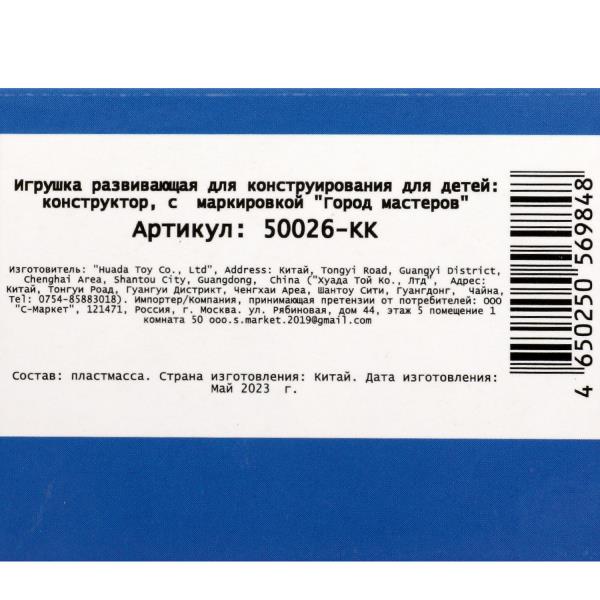 Игрушка развивающая для конструирования для детей:
конструктор, с маркировкой "Город мастеров"
Артикул: 50026-КК
Изготовитель: "Huada Toy Co., Ltd", Address: Китай, Tongyi Road, Guangyi District,
Chenghai Area, Shantou City, Guangdong, China ("Хуада Той Ко., Лтд", Адрес:
Китай, Тонгуи Роад, Гуангуи Дистрикт, Ченгхаи Ареа, Шантоу Сити, Гуангдонг, Чайна,
Tel: 0754-85883018). Импортер/Компания, принимающая претензии от потребителей: ООО
"С-Маркет", 121471, Россия, г. Москва. ул. Рябиновая, дом 44, этаж 5 помещение 1
комната 50 ooo.s.market.2019@gmail.com
Состав: пластмасса. Страна изготовления: Китай. Дата изготовления:
Май 2023 г.
4 650250 569848